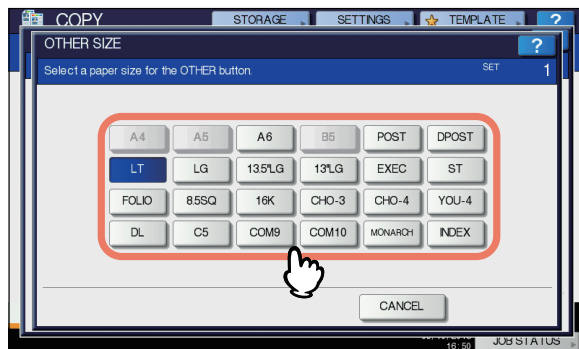 COPY STORAGE SETTINGS TEMPLATE ?
OTHER SIZE ?
Select a paper size for the OTHER button. SET 1
A4 A5 A6 B5 POST DPOST
LT LG 13.5"LG 13"LG EXEC ST
FOLIO 8.5SQ 16K CHO-3 CHO-4 YOU-4
DL C5 COM9 COM10 MONARCH INDEX
CANCEL
16:50 JOB STATUS